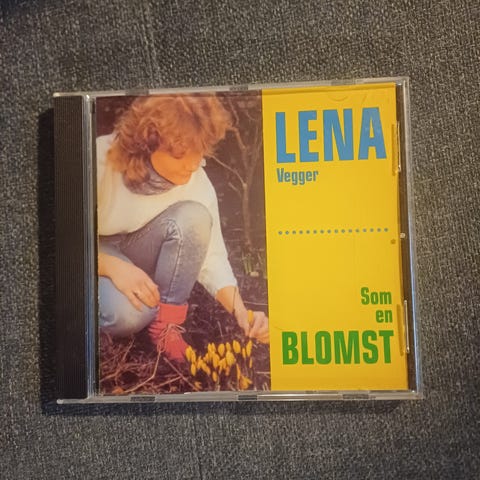 LENA
Vegger
Som
en
BLOMST